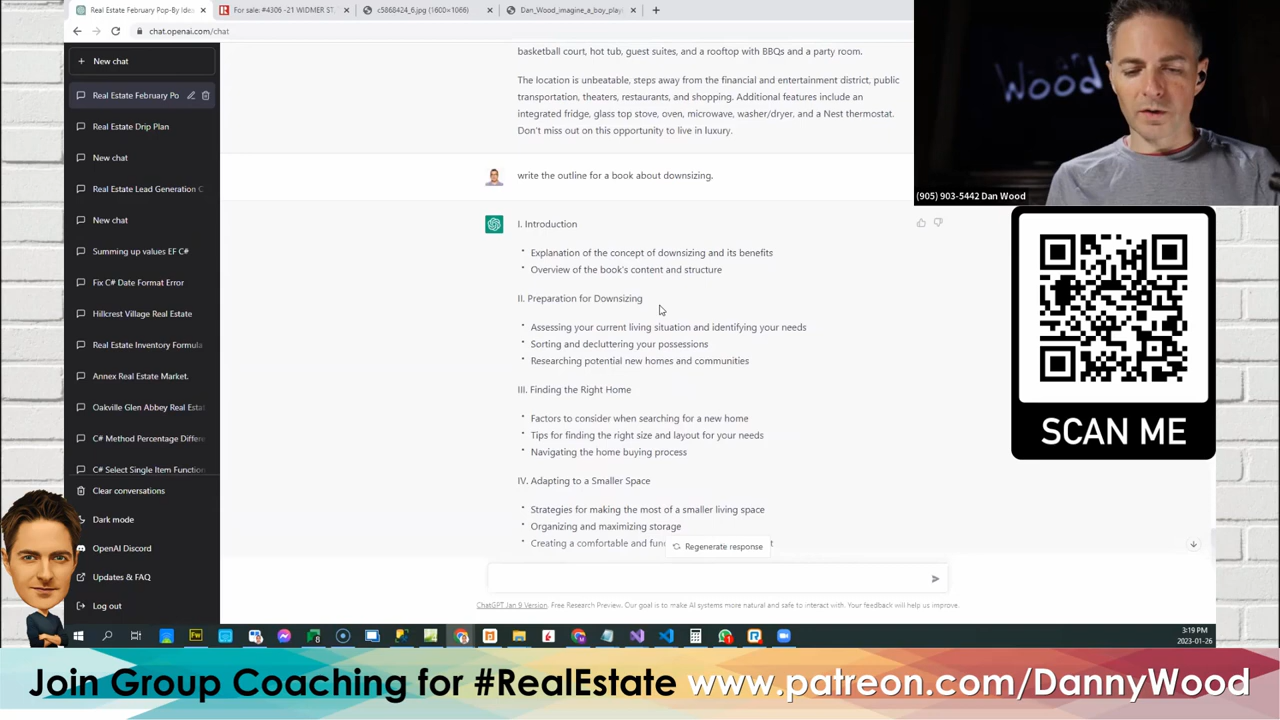 Real Estate February Pop-By Idea
For sale: #4306 -21 WIDMER ST
c5868424_6.jpg (1600×1066)
Dan_Wood_imagine_a_boy_play
chat.openai.com/chat
New chat
Real Estate February Po
Real Estate Drip Plan
New chat
Real Estate Lead Generation C
New chat
Summing up values EF C#
Fix C# Date Format Error
Hillcrest Village Real Estate
Real Estate Inventory Formula
Annex Real Estate Market.
Oakville Glen Abbey Real Estat
C# Method Percentage Differe
C# Select Single Item Function
Clear conversations
Dark mode
OpenAI Discord
Updates & FAQ
Log out
basketball court, hot tub, guest suites, and a rooftop with BBQs and a party room.
The location is unbeatable, steps away from the financial and entertainment district, public
transportation, theaters, restaurants, and shopping. Additional features include an
integrated fridge, glass top stove, oven, microwave, washer/dryer, and a Nest thermostat.
Don't miss out on this opportunity to live in luxury.
write the outline for a book about downsizing.
I. Introduction
• Explanation of the concept of downsizing and its benefits
• Overview of the book's content and structure
II. Preparation for Downsizing
• Assessing your current living situation and identifying your needs
• Sorting and decluttering your possessions
• Researching potential new homes and communities
III. Finding the Right Home
• Factors to consider when searching for a new home
• Tips for finding the right size and layout for your needs
• Navigating the home buying process
IV. Adapting to a Smaller Space
• Strategies for making the most of a smaller living space
• Organizing and maximizing storage
• Creating a comfortable and
Regenerate response
ChatGPT Jan 9 Version. Free Research Preview. Our goal is to make AI systems more natural and safe to interact with. Your feedback will help us improve.
3:19 PM
2023-01-26
Wood
(905) 903-5442 Dan Wood
SCAN ME
Join Group Coaching for #RealEstate www.patreon.com/DannyWood